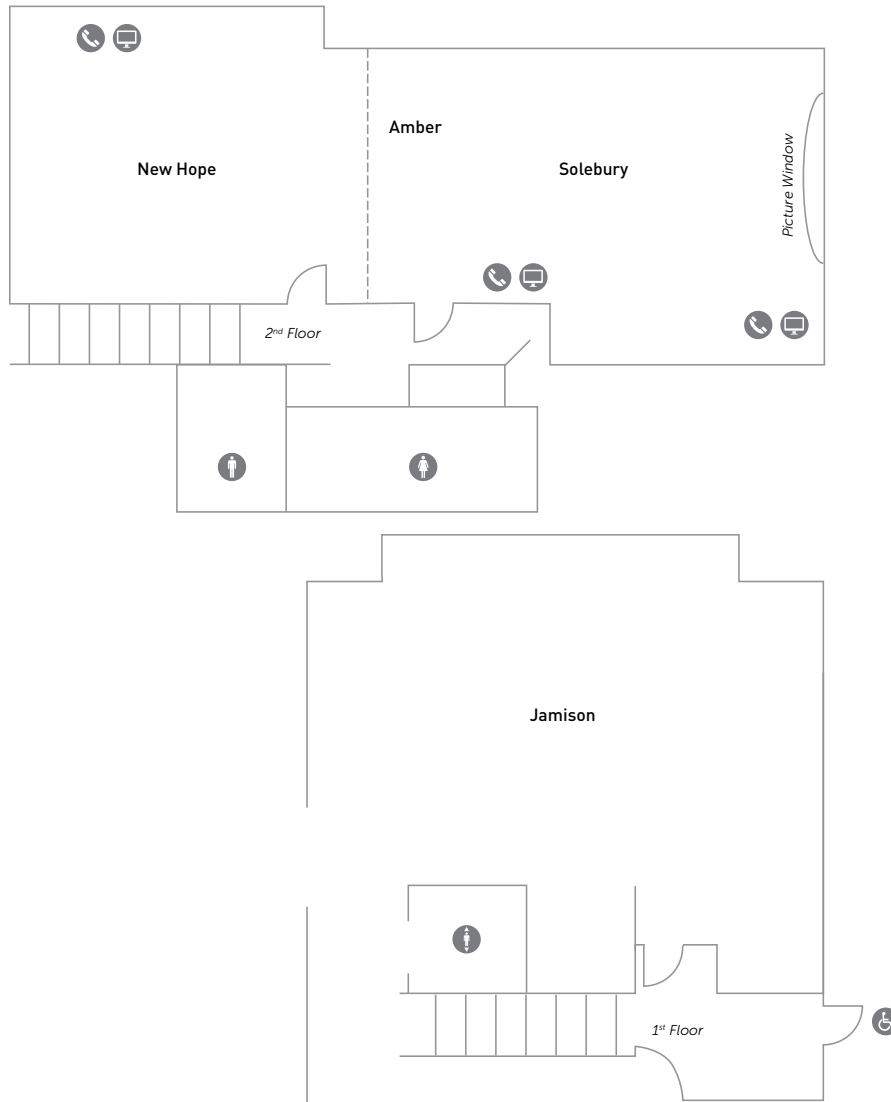 Amber
New Hope
Solebury
Picture Window
2nd Floor
Jamison
1st Floor